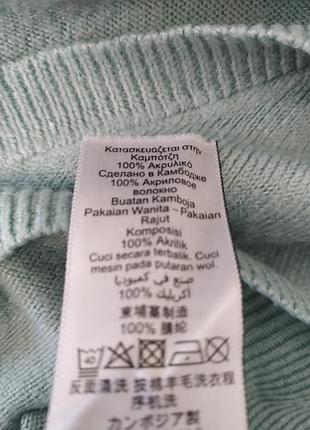 Κατασκευάζεται στην
Καμπότζη
100% Ακρυλικό
Сделано в Камбодже
100% Акриловое
волокно
Buatan Kamboja
Pakaian Wanita – Pakaian
Rajut
Komposisi
100% Akrilik
Cuci secara terbalik. Cuci
mesin pada putaran wol.
صنع في كمبوديا
100% أكريليك
柬埔寨制造
100% 腈纶
40
反面清洗 按棉羊毛洗衣程
序机洗
カンボジア製